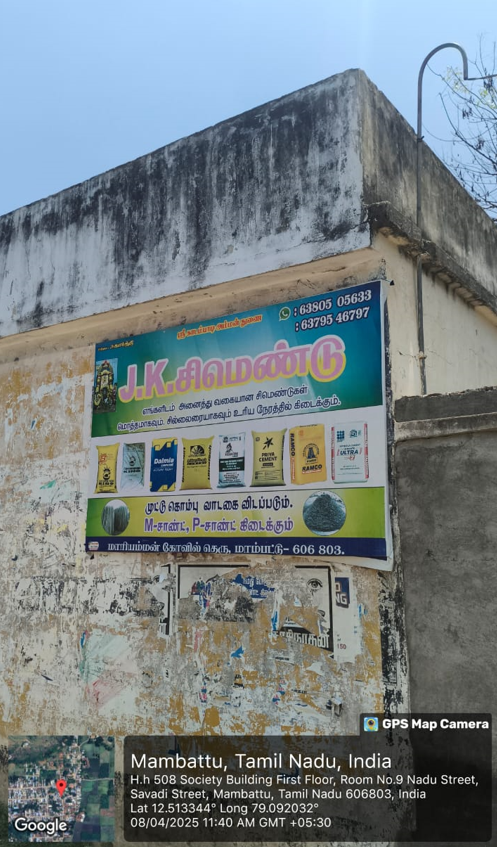 ஸ்ரீ கூடையாடி அப்பன் துணை
: 63805 05633
: 63795 46797
J.K.சிமெண்டு
எங்களிடம் அனைத்து வகையான சிமெண்டுகள்
மொத்தமாகவும், சில்லரையாகவும் உரிய நேரத்தில் கிடைக்கும்.
Dalmia
PRIYA CEMENT
RAMCO
ULTRA
முட்டு கொம்பு வாடகை விடப்படும்.
M-சாண்ட், P-சாண்ட் கிடைக்கும்
மாரியம்மன் கோவில் தெரு, மாம்பட்டு- 606 803.
GPS Map Camera
Mambattu, Tamil Nadu, India
H.h 508 Society Building First Floor, Room No.9 Nadu Street,
Savadi Street, Mambattu, Tamil Nadu 606803, India
Lat 12.513344° Long 79.092032°
08/04/2025 11:40 AM GMT +05:30
Google